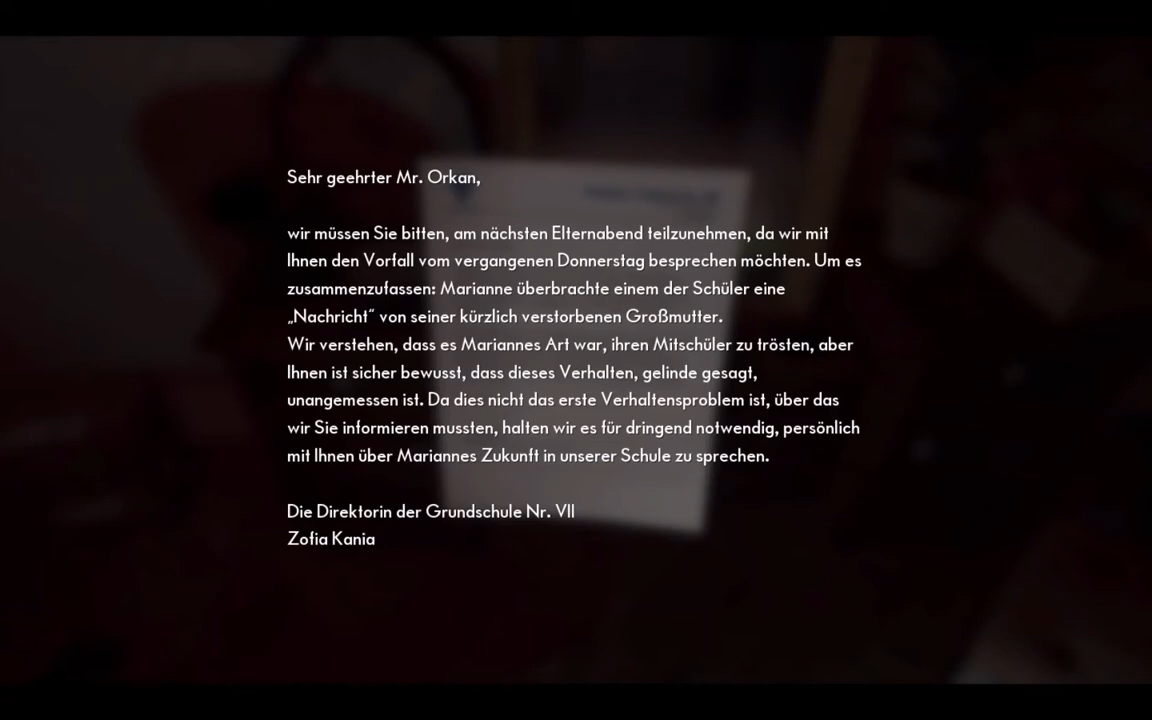 Sehr geehrter Mr. Orkan,
wir müssen Sie bitten, am nächsten Elternabend teilzunehmen, da wir mit
Ihnen den Vorfall vom vergangenen Donnerstag besprechen möchten. Um es
zusammenzufassen: Marianne überbrachte einem der Schüler eine
„Nachricht“ von seiner kürzlich verstorbenen Großmutter.
Wir verstehen, dass es Mariannes Art war, ihren Mitschüler zu trösten, aber
Ihnen ist sicher bewusst, dass dieses Verhalten, gelinde gesagt,
unangemessen ist. Da dies nicht das erste Verhaltensproblem ist, über das
wir Sie informieren mussten, halten wir es für dringend notwendig, persönlich
mit Ihnen über Mariannes Zukunft in unserer Schule zu sprechen.
Die Direktorin der Grundschule Nr. VII
Zofia Kania